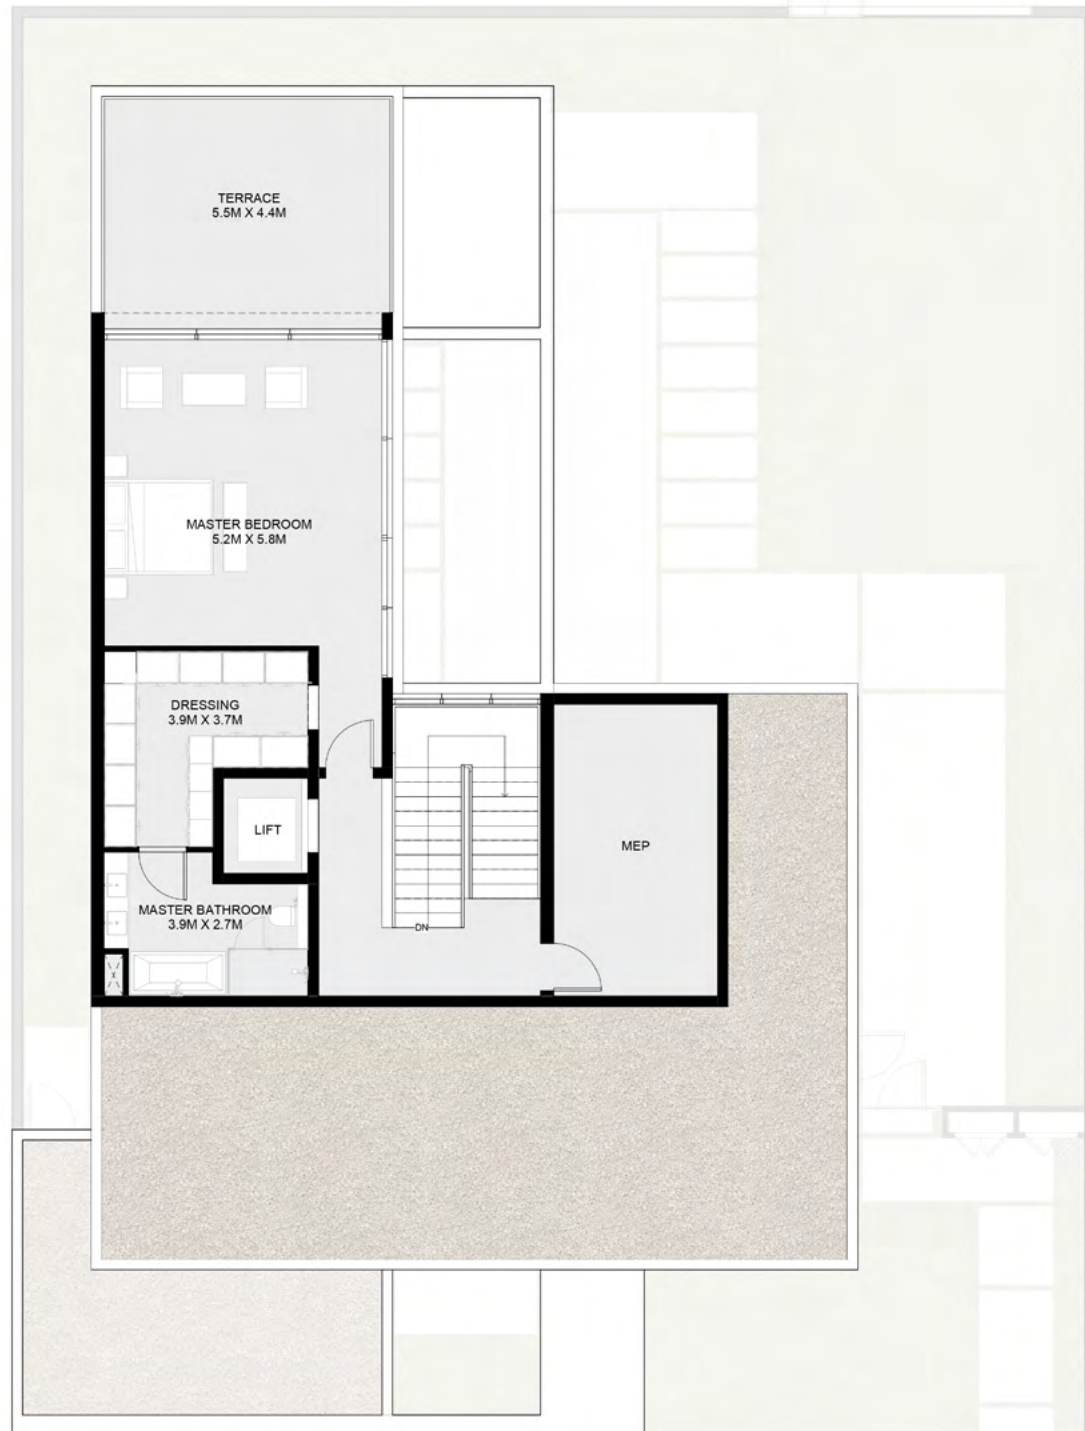 TERRACE
5.5M X 4.4M
MASTER BEDROOM
5.2M X 5.8M
DRESSING
3.9M X 3.7M
LIFT
MEP
MASTER BATHROOM
3.9M X 2.7M
DN